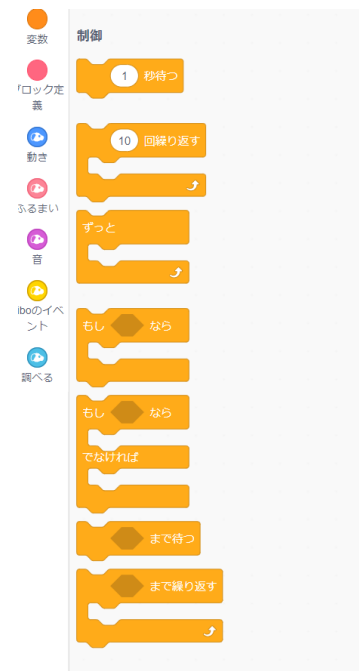 変数
制御
1 秒待つ
ブロック定
義
10 回繰り返す
動き
ふるまい
ずっと
音
iboのイベ
ント
もし なら
調べる
もし なら
でなければ
まで待つ
まで繰り返す